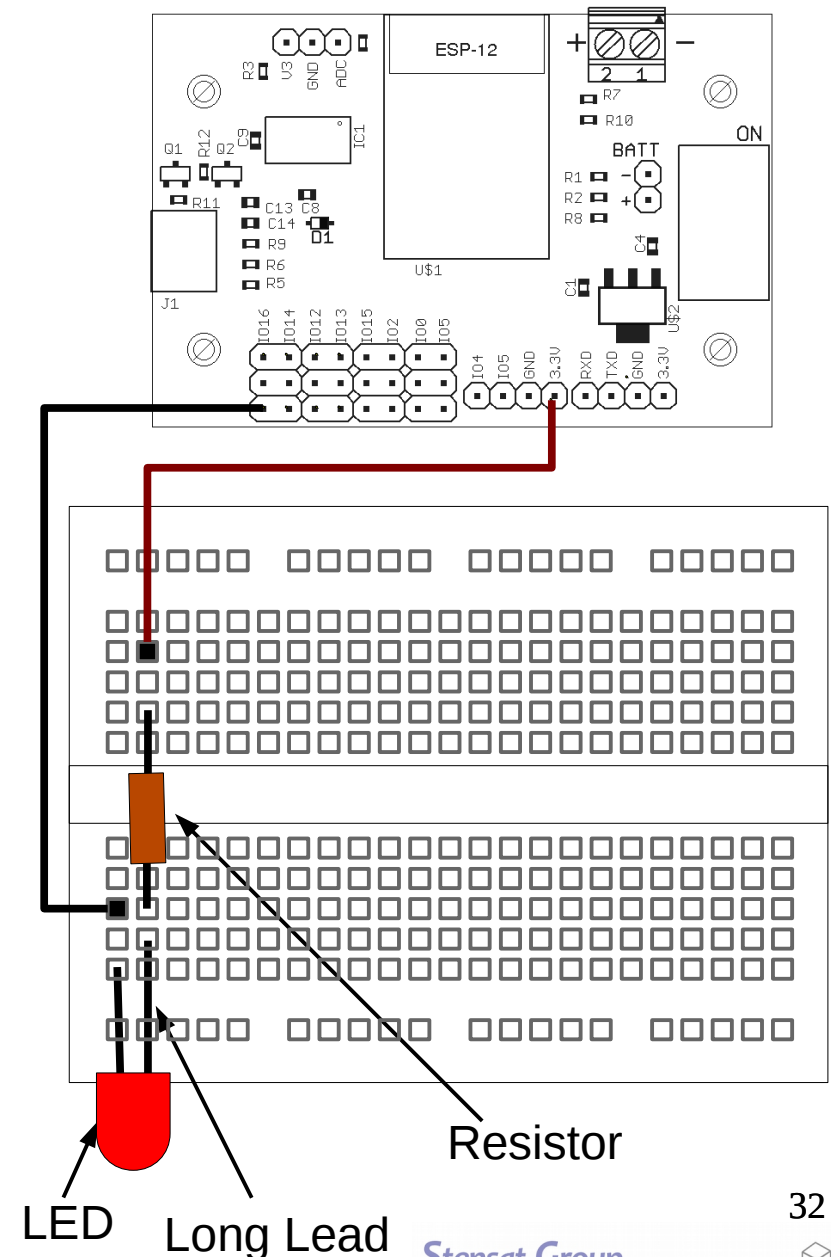 ESP-12
+ −
2 1
R3
V3
GND
ADC
R7
R10
ON
BATT
−
+
Q1
R12
Q2
C9
IC1
R1
R2
R8
R11
C13
C8
C14
D1
R9
R6
R5
C4
C1
U$1
U$2
J1
IO16
IO14
IO12
IO13
IO15
IO2
IO0
IO5
IO4
IO5
GND
3.3V
RXD
TXD
GND
3.3V
Resistor
LED
Long Lead
32
Stensat Group